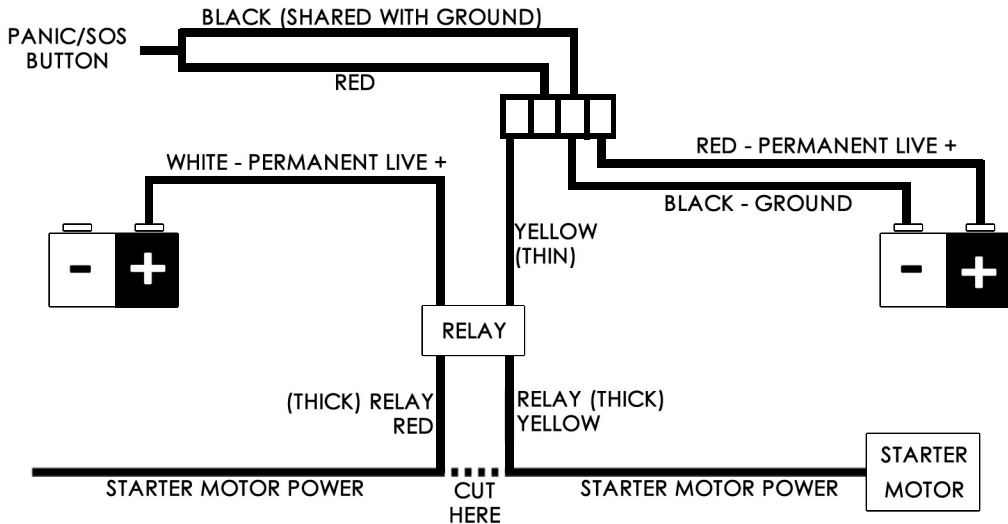 BLACK (SHARED WITH GROUND)
PANIC/SOS
BUTTON
RED
WHITE - PERMANENT LIVE +
RED - PERMANENT LIVE +
BLACK - GROUND
YELLOW
(THIN)
- +
- +
RELAY
(THICK) RELAY
RED
RELAY (THICK)
YELLOW
STARTER MOTOR POWER
CUT
HERE
STARTER MOTOR POWER
STARTER
MOTOR